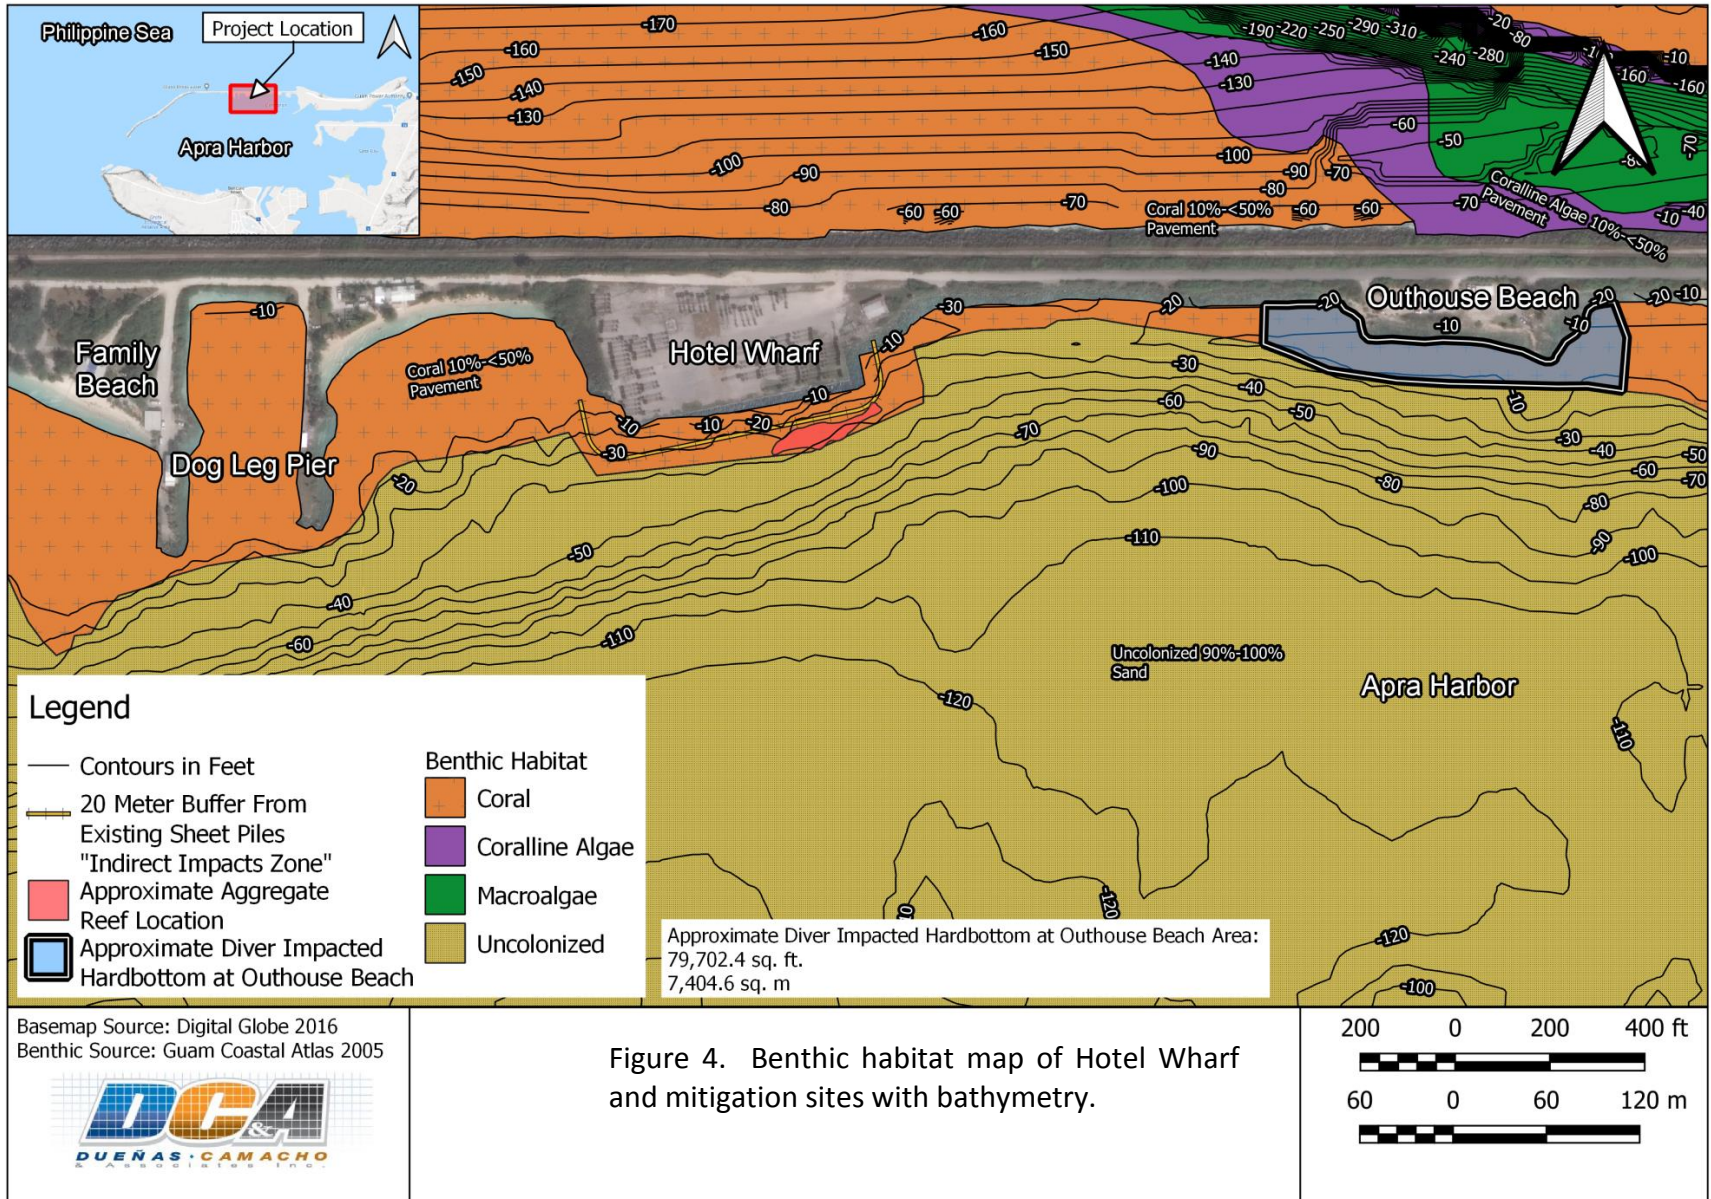 Philippine Sea
Project Location
Apra Harbor
-170
-160
-160
-150
-150
-140
-140
-130
-130
-100
-100
-90
-90
-70
-80
-80
-70
-60 -60
-60
-60
-190 -220 -250 -290 -310
-240 -280
-20
-80
-10
-160
-160
-60
-50
-70
-70
-10 -40
Coral 10%-<50%
Pavement
Coralline Algae 10%-<50%
Pavement
Family
Beach
-10
Dog Leg Pier
Coral 10%-<50%
Pavement
Hotel Wharf
-30
-10
-10
-10
-10
-20
-30
-20
-20
-20
Outhouse Beach
-20
-20
-10
-10
-10
-10
-30
-40
-50
-60
-70
-90
-80
-100
-110
-30
-40
-50
-60
-70
-80
-90
-100
-50
-40
-60
-110
-120
-110
-120
-120
-100
Uncolonized 90%-100%
Sand
Apra Harbor
Legend
Contours in Feet
20 Meter Buffer From
Existing Sheet Piles
"Indirect Impacts Zone"
Approximate Aggregate
Reef Location
Approximate Diver Impacted
Hardbottom at Outhouse Beach
Benthic Habitat
Coral
Coralline Algae
Macroalgae
Uncolonized
Approximate Diver Impacted Hardbottom at Outhouse Beach Area:
79,702.4 sq. ft.
7,404.6 sq. m
Basemap Source: Digital Globe 2016
Benthic Source: Guam Coastal Atlas 2005
DC&A
DUEÑAS · CAMACHO
& Associates Inc.
Figure 4. Benthic habitat map of Hotel Wharf
and mitigation sites with bathymetry.
200 0 200 400 ft
60 0 60 120 m